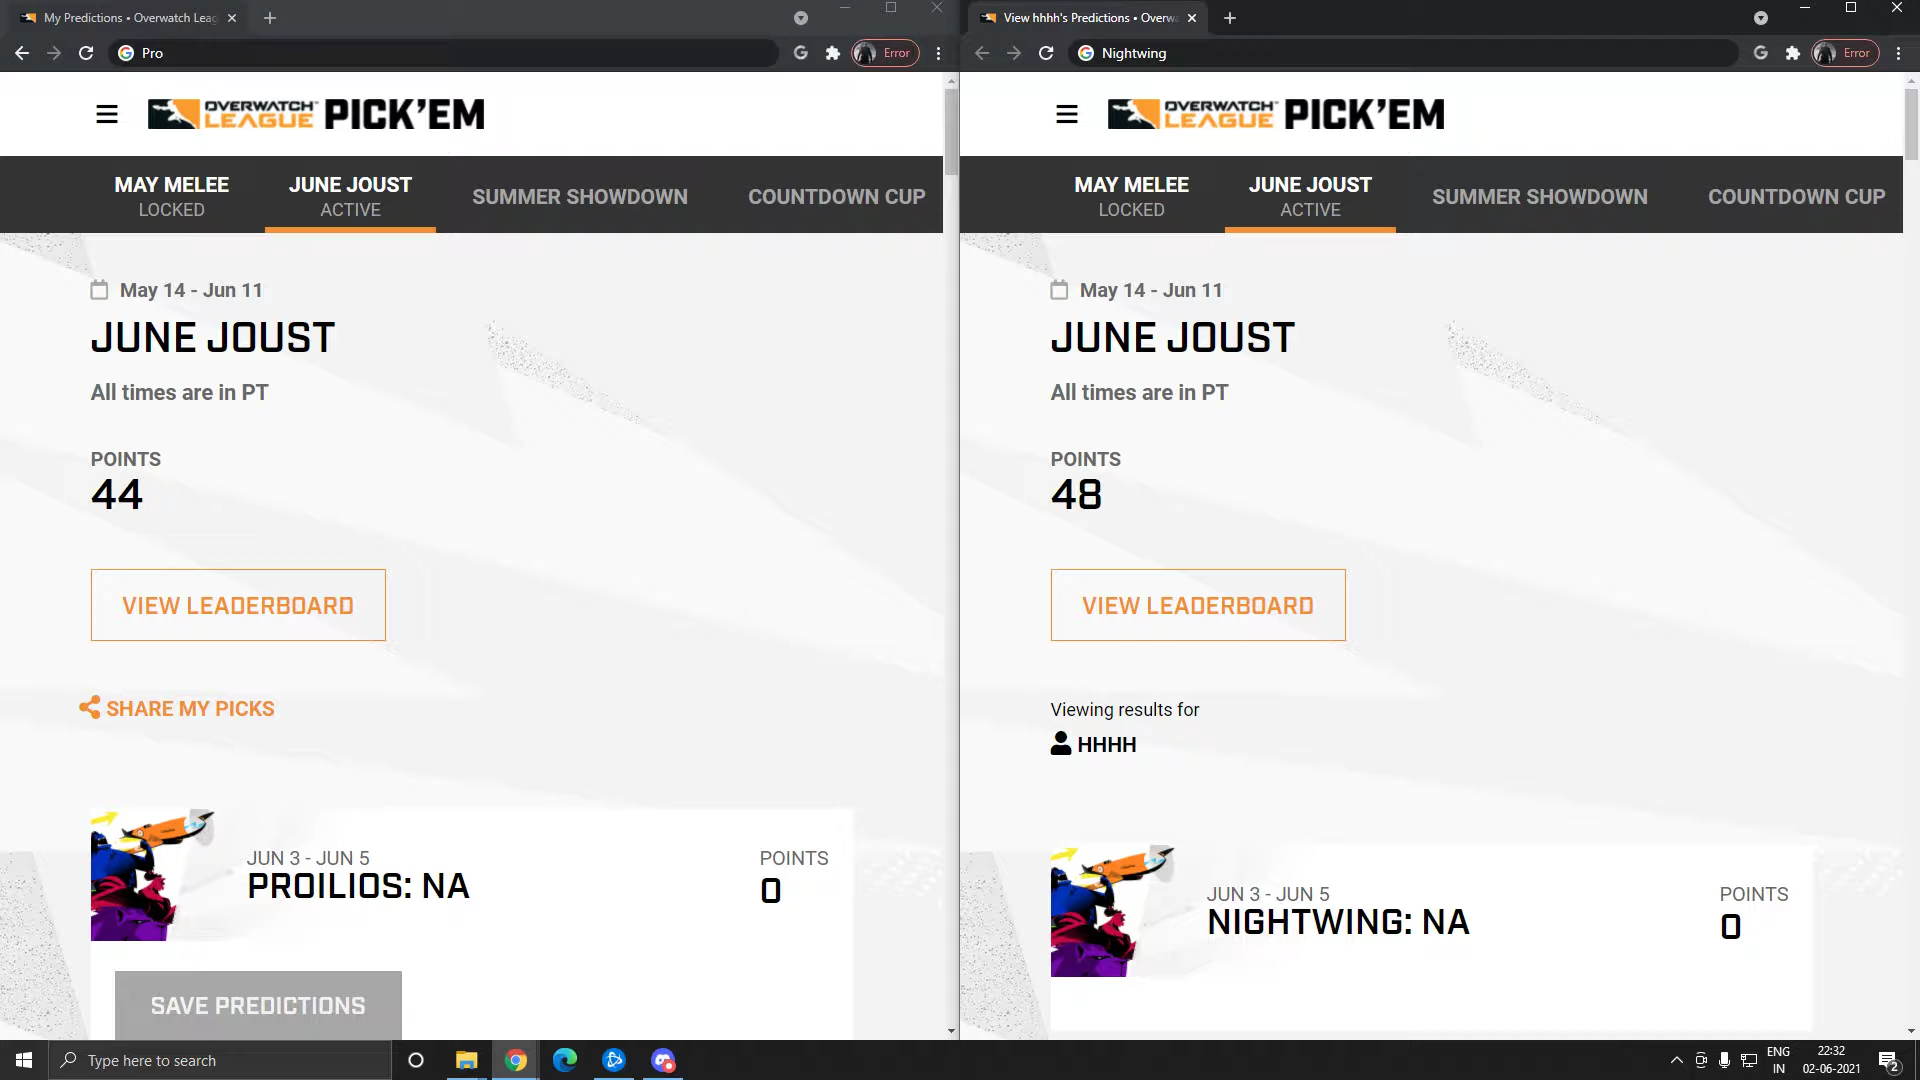 My Predictions • Overwatch Leag
Pro
Error
OVERWATCH LEAGUE PICK'EM
MAY MELEE
LOCKED
JUNE JOUST
ACTIVE
SUMMER SHOWDOWN
COUNTDOWN CUP
May 14 - Jun 11
JUNE JOUST
All times are in PT
POINTS
44
VIEW LEADERBOARD
SHARE MY PICKS
JUN 3 - JUN 5
PROILIOS: NA
POINTS
0
SAVE PREDICTIONS
View hhhh's Predictions • Overwa
Nightwing
Error
OVERWATCH LEAGUE PICK'EM
MAY MELEE
LOCKED
JUNE JOUST
ACTIVE
SUMMER SHOWDOWN
COUNTDOWN CUP
May 14 - Jun 11
JUNE JOUST
All times are in PT
POINTS
48
VIEW LEADERBOARD
Viewing results for
HHHH
JUN 3 - JUN 5
NIGHTWING: NA
POINTS
0
Type here to search
ENG
IN
22:32
02-06-2021
2